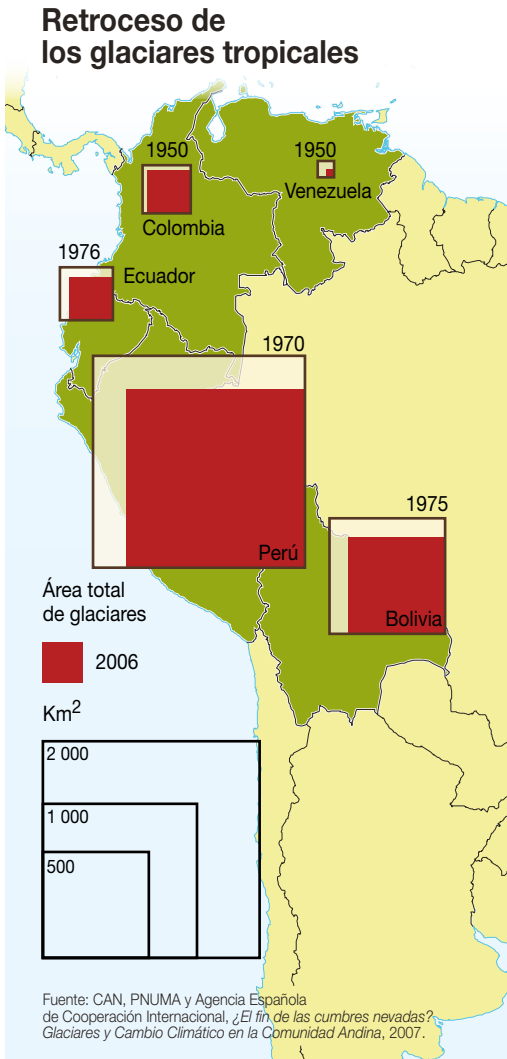 Retroceso de
los glaciares tropicales
1950
Colombia
1950
Venezuela
1976
Ecuador
1970
Perú
1975
Bolivia
Área total
de glaciares
2006
Km²
2 000
1 000
500
Fuente: CAN, PNUMA y Agencia Española
de Cooperación Internacional, ¿El fin de las cumbres nevadas?
Glaciares y Cambio Climático en la Comunidad Andina, 2007.